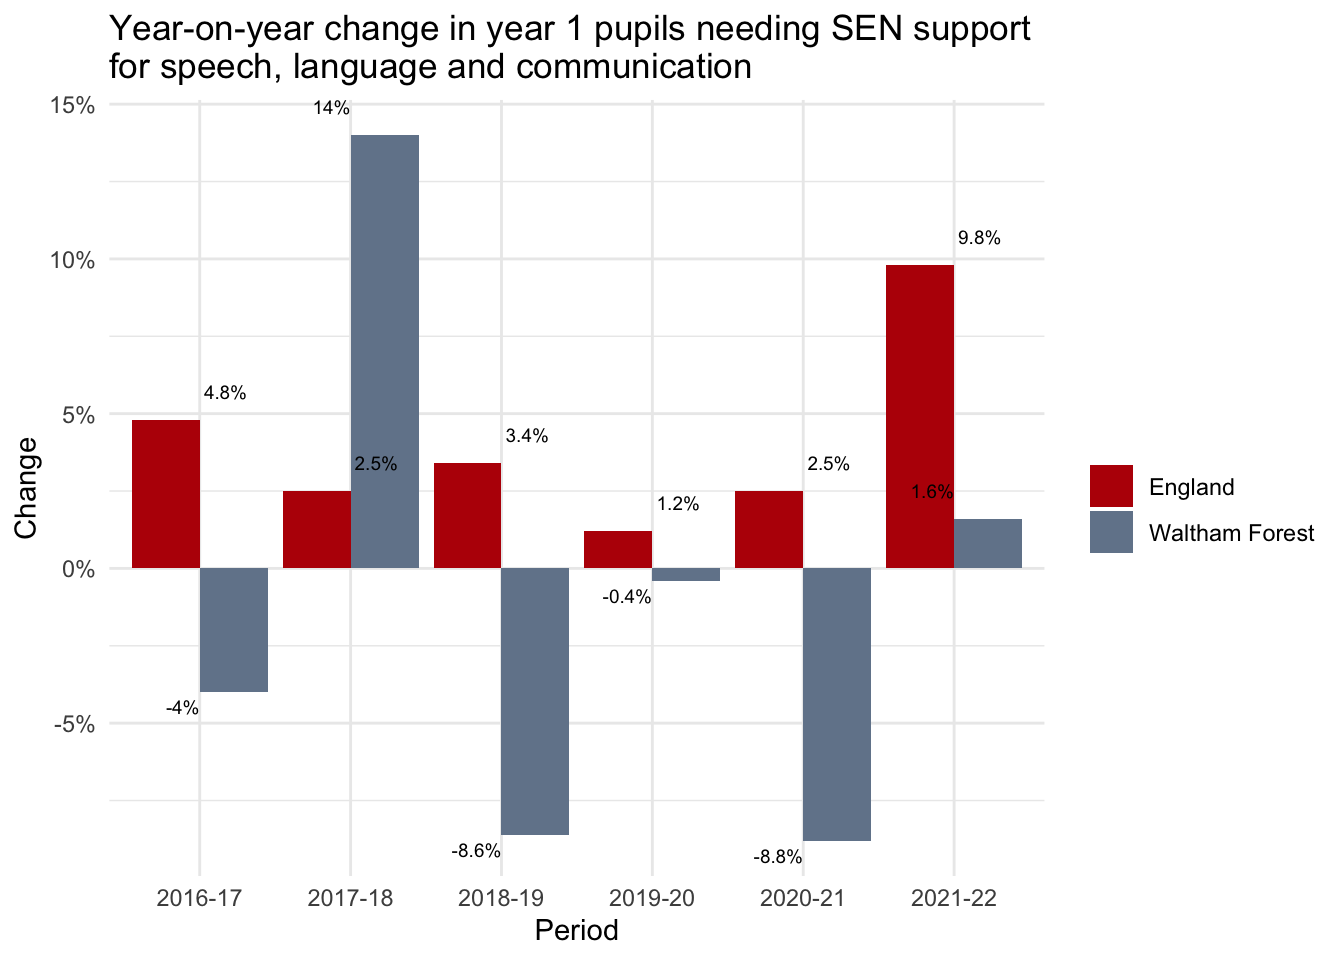 Year-on-year change in year 1 pupils needing SEN support
for speech, language and communication
15%
14%
10%
9.8%
5%
4.8%
3.4%
2.5%
2.5%
1.6%
1.2%
0%
-0.4%
-4%
-5%
-8.6%
-8.8%
Change
England
Waltham Forest
2016-17 2017-18 2018-19 2019-20 2020-21 2021-22
Period